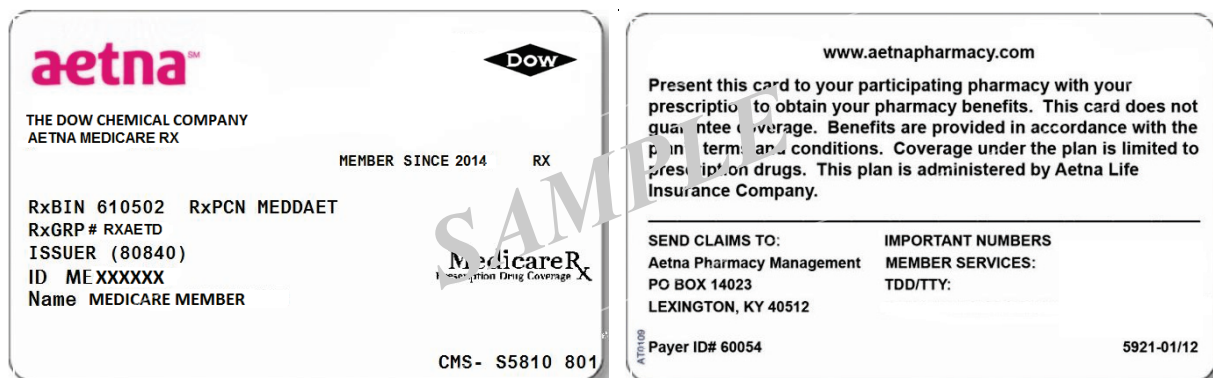 aetna℠
DOW
THE DOW CHEMICAL COMPANY
AETNA MEDICARE RX
MEMBER SINCE 2014 RX
RxBIN 610502 RxPCN MEDDAET
RxGRP # RXAETD
ISSUER (80840)
ID MEXXXXXX
Name MEDICARE MEMBER
MedicareRx
Prescription Drug Coverage
CMS- S5810 801
SAMPLE
www.aetnapharmacy.com
Present this card to your participating pharmacy with your
prescription to obtain your pharmacy benefits. This card does not
guarantee coverage. Benefits are provided in accordance with the
plan's terms and conditions. Coverage under the plan is limited to
prescription drugs. This plan is administered by Aetna Life
Insurance Company.
SEND CLAIMS TO:
Aetna Pharmacy Management
PO BOX 14023
LEXINGTON, KY 40512
IMPORTANT NUMBERS
MEMBER SERVICES:
TDD/TTY:
AT0109
Payer ID# 60054
5921-01/12